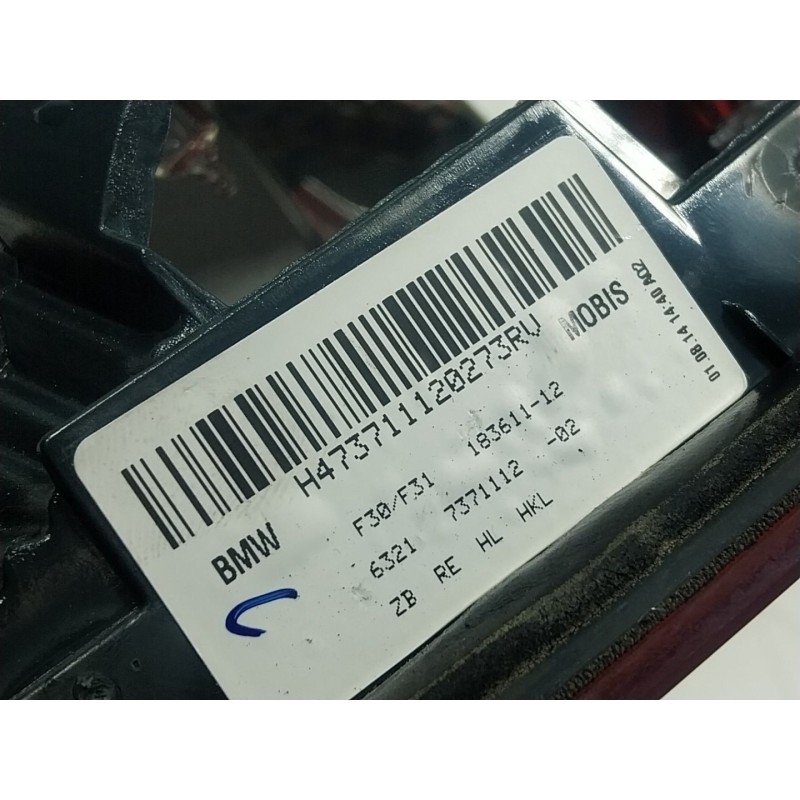 H473711120273RV
MOBIS
01.08.14 14:40 A02
BMW F30/F31 183611-12
6321 7371112 -02
ZB RE HL HKL